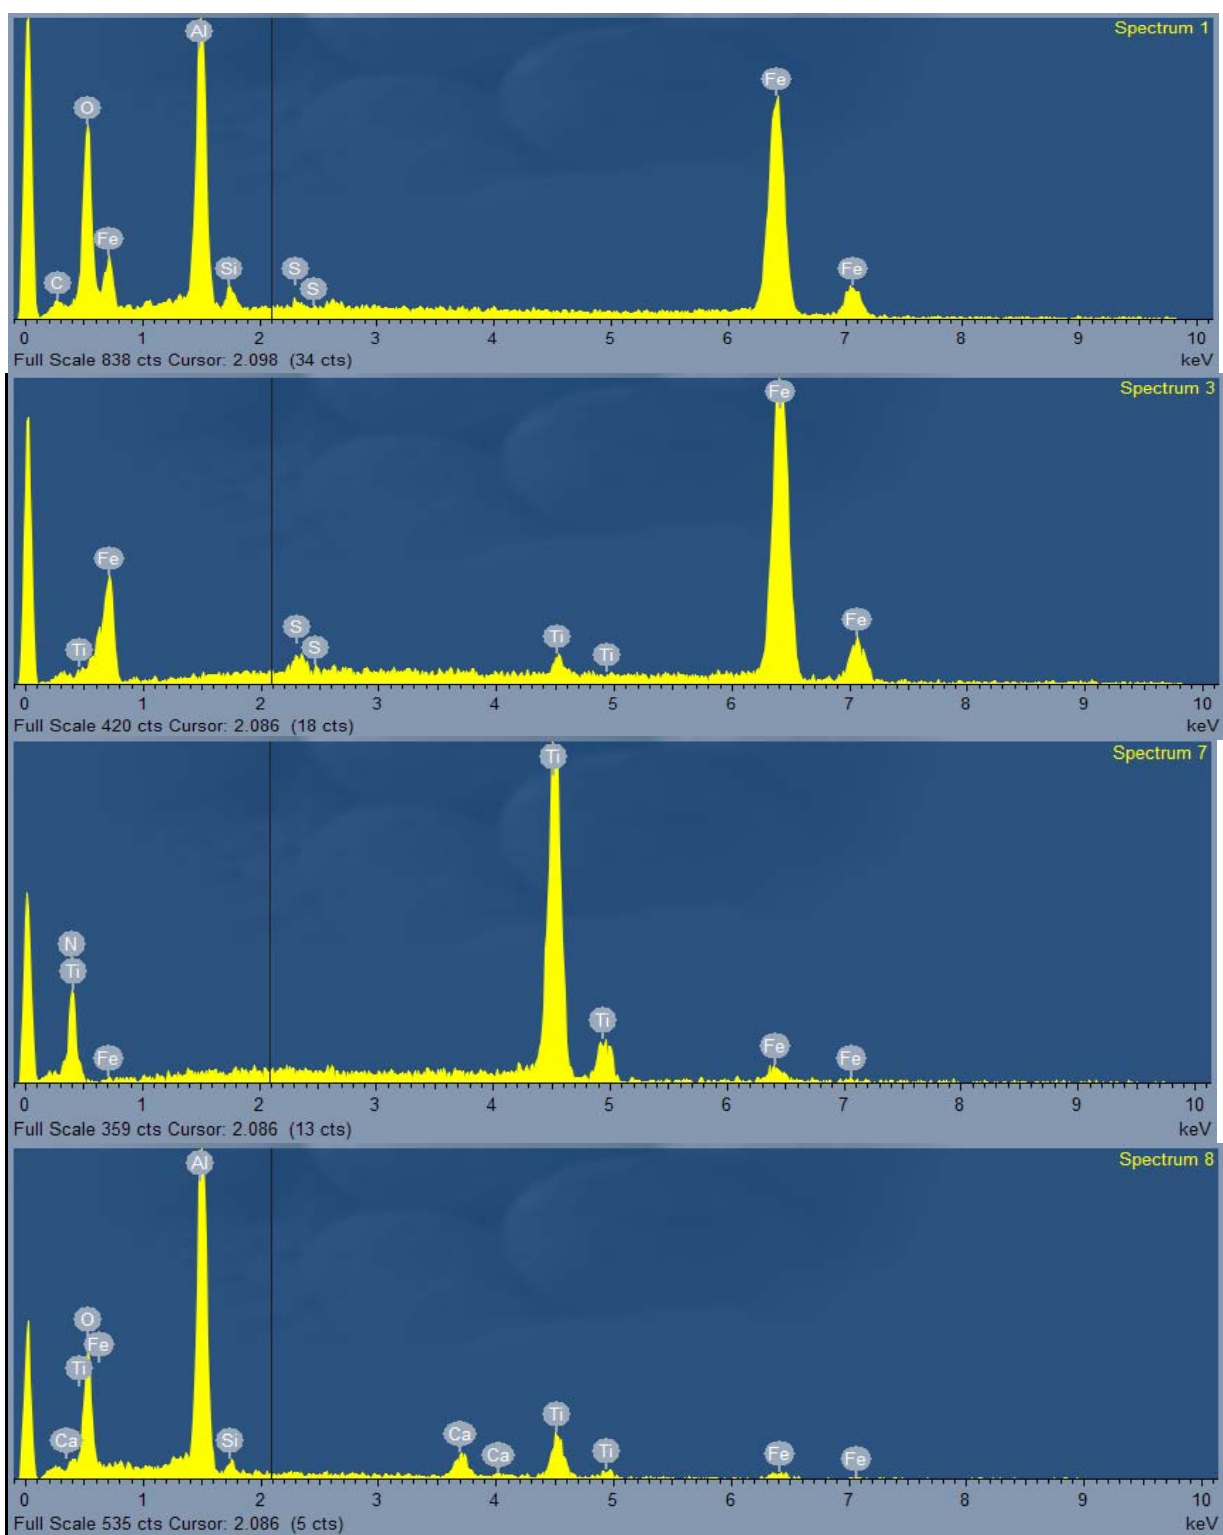 Spectrum 1
Al
Fe
O
Fe
C
Si
S
S
Fe
0 1 2 3 4 5 6 7 8 9 10
Full Scale 838 cts Cursor: 2.098 (34 cts) keV
Spectrum 3
Fe
Fe
Ti
S
S
Ti
Ti
Fe
0 1 2 3 4 5 6 7 8 9 10
Full Scale 420 cts Cursor: 2.086 (18 cts) keV
Spectrum 7
Ti
N
Ti
Fe
Ti
Fe
Fe
0 1 2 3 4 5 6 7 8 9 10
Full Scale 359 cts Cursor: 2.086 (13 cts) keV
Spectrum 8
Al
O
Fe
Ti
Ca
Si
Ca
Ca
Ti
Ti
Fe
Fe
0 1 2 3 4 5 6 7 8 9 10
Full Scale 535 cts Cursor: 2.086 (5 cts) keV